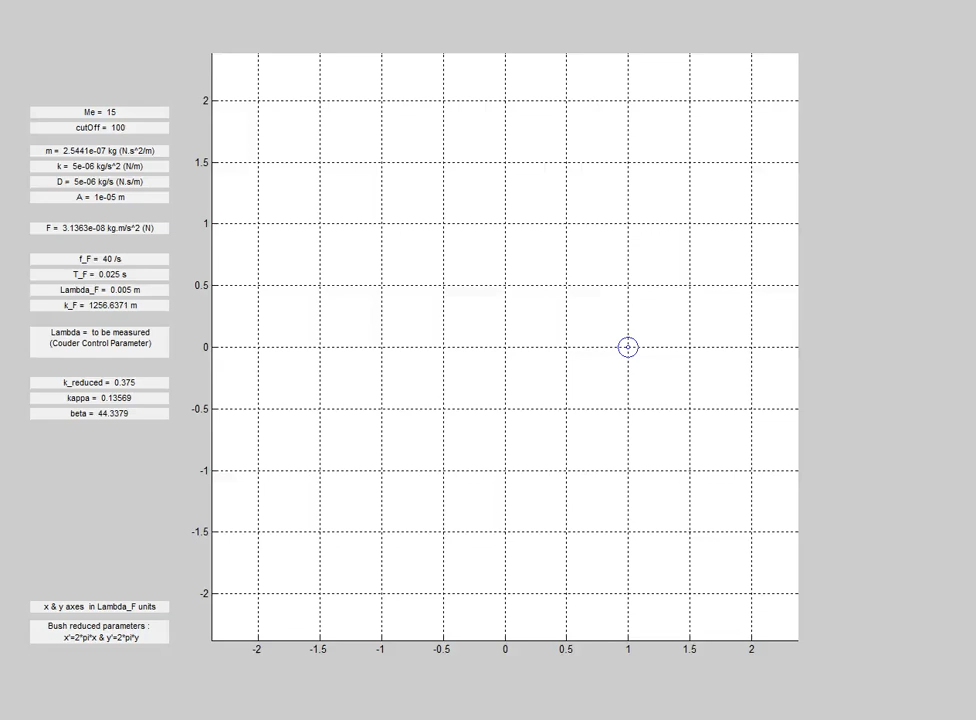 Me = 15
cutOff = 100
m = 2.5441e-07 kg (N.s^2/m)
k = 5e-06 kg/s^2 (N/m)
D = 5e-06 kg/s (N.s/m)
A = 1e-05 m
F = 3.1363e-08 kg.m/s^2 (N)
f_F = 40 /s
T_F = 0.025 s
Lambda_F = 0.005 m
k_F = 1256.6371 m
Lambda = to be measured
(Couder Control Parameter)
k_reduced = 0.375
kappa = 0.13569
beta = 44.3379
x & y axes in Lambda_F units
Bush reduced parameters :
x'=2*pi*x & y'=2*pi*y
2
1.5
1
0.5
0
-0.5
-1
-1.5
-2
-2 -1.5 -1 -0.5 0 0.5 1 1.5 2